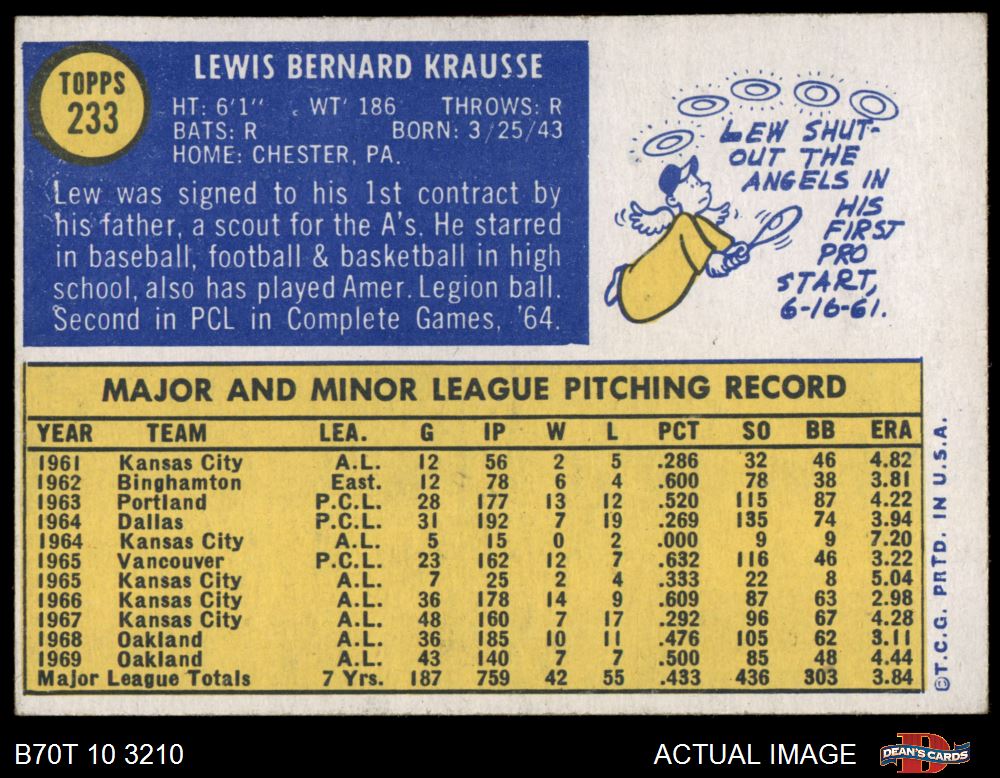 TOPPS
233
LEWIS BERNARD KRAUSSE
HT: 6'1" WT' 186 THROWS: R
BATS: R BORN: 3/25/43
HOME: CHESTER, PA.
Lew was signed to his 1st contract by
his father, a scout for the A's. He starred
in baseball, football & basketball in high
school, also has played Amer. Legion ball.
Second in PCL in Complete Games, '64.
LEW SHUT-
OUT THE
ANGELS IN
HIS
FIRST
PRO
START,
6-16-61.
MAJOR AND MINOR LEAGUE PITCHING RECORD
YEAR TEAM LEA. G IP W L PCT SO BB ERA
1961 Kansas City A.L. 12 56 2 5 .286 32 46 4.82
1962 Binghamton East. 12 78 6 4 .600 78 38 3.81
1963 Portland P.C.L. 28 177 13 12 .520 115 87 4.22
1964 Dallas P.C.L. 31 192 7 19 .269 135 74 3.94
1964 Kansas City A.L. 5 15 0 2 .000 9 9 7.20
1965 Vancouver P.C.L. 23 162 12 7 .632 116 46 3.22
1965 Kansas City A.L. 7 25 2 4 .333 22 8 5.04
1966 Kansas City A.L. 36 178 14 9 .609 87 63 2.98
1967 Kansas City A.L. 48 160 7 17 .292 96 67 4.28
1968 Oakland A.L. 36 185 10 11 .476 105 62 3.11
1969 Oakland A.L. 43 140 7 7 .500 85 48 4.44
Major League Totals 7 Yrs. 187 759 42 55 .433 436 303 3.84
©T.C.G. PRTD. IN U.S.A.
B70T 10 3210 ACTUAL IMAGE
DEAN'S CARDS